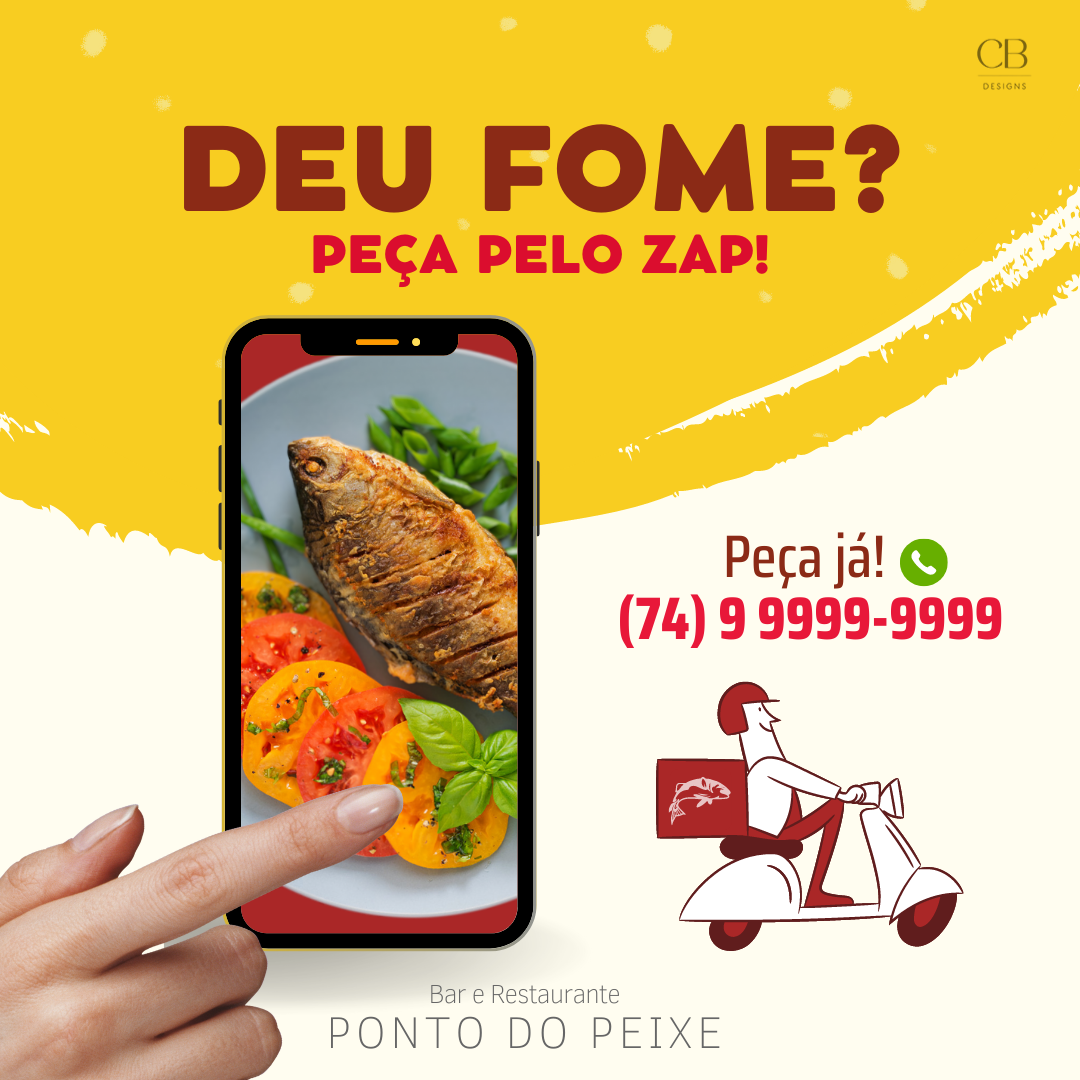 CB
DESIGNS
DEU FOME?
PEÇA PELO ZAP!
Peça já!
(74) 9 9999-9999
Bar e Restaurante
PONTO DO PEIXE